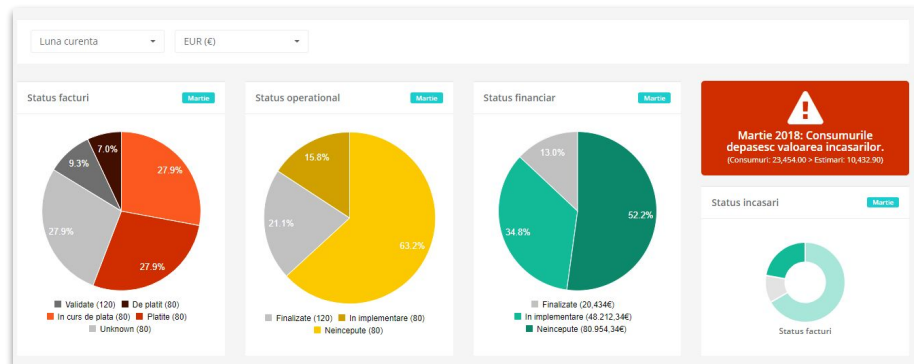 Luna curenta
EUR (€)
Status facturi
Martie
27.9%
27.9%
27.9%
9.3%
7.0%
Validate (120) De platit (80)
In curs de plata (80) Platite (80)
Unknown (80)
Status operational
Martie
15.8%
21.1%
63.2%
Finalizate (120) In implementare (80)
Neincepute (80)
Status financiar
Martie
13.0%
52.2%
34.8%
Finalizate (20,434€)
In implementare (48.212,34€)
Neincepute (80.954,34€)
Martie 2018: Consumurile
depasesc valoarea incasarilor.
(Consumuri: 23,454.00 > Estimari: 10,432.90)
Status incasari
Martie
Status facturi